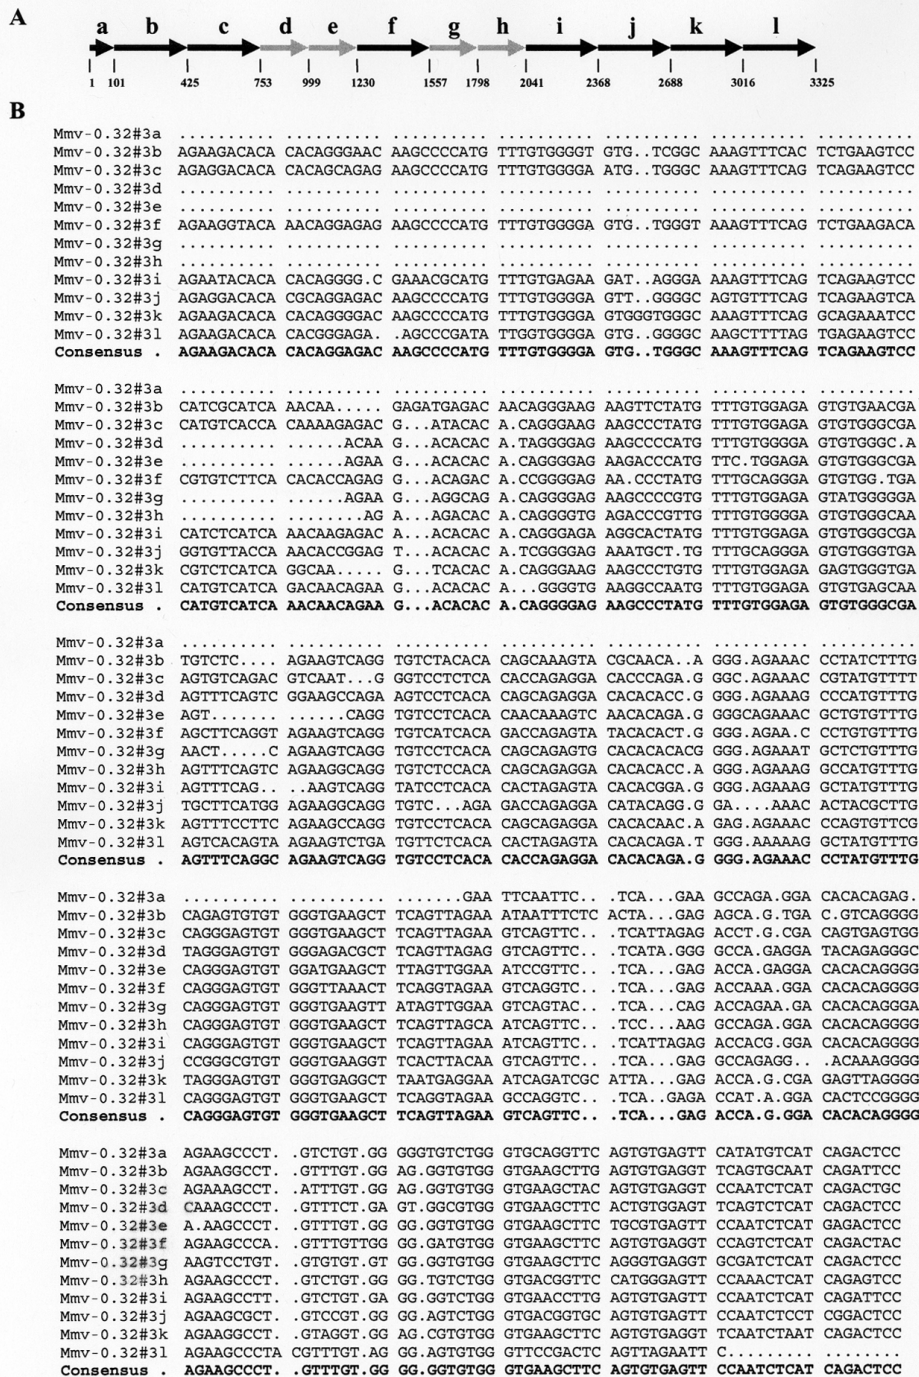 A
a b c d e f g h i j k l
1 101 425 753 999 1230 1557 1798 2041 2368 2688 3016 3325
B
Mmv-0.32#3a .......... .......... .......... .......... .......... .......... ..........
Mmv-0.32#3b AGAAGACACA CACAGGGAAC AAGCCCCATG TTTGTGGGGT GTG..TCGGC AAAGTTTCAC TCTGAAGTCC
Mmv-0.32#3c AGAGGACACA CACAGCAGAG AAGCCCCATG TTTGTGGGGA ATG..TGGGC AAAGTTTCAG TCAGAAGTCC
Mmv-0.32#3d .......... .......... .......... .......... .......... .......... ..........
Mmv-0.32#3e .......... .......... .......... .......... .......... .......... ..........
Mmv-0.32#3f AGAAGGTACA AACAGGAGAG AAGCCCCATG TTTGTGGGGA GTG..TGGGT AAAGTTTCAG TCTGAAGACA
Mmv-0.32#3g .......... .......... .......... .......... .......... .......... ..........
Mmv-0.32#3h .......... .......... .......... .......... .......... .......... ..........
Mmv-0.32#3i AGAATACACA CACAGGGG.C GAAACGCATG TTTGTGAGAA GAT..AGGGA AAAGTTTCAG TCAGAAGTCC
Mmv-0.32#3j AGAGGACACA CGCAGGAGAC AAGCCCCATG TTTGTGGGGA GTT..GGGGC AGTGTTTCAG TCAGAAGTCA
Mmv-0.32#3k AGAAGACACA CACAGGGGAC AAGCCCCATG TTTGTGGGGA GTGGGTGGGC AAAGTTTCAG GCAGAAATCC
Mmv-0.32#3l AGAAGACACA CACGGGAGA. .AGCCCGATA TTGGTGGGGA GTG..GGGGC AAGCTTTTAG TGAGAAGTCC
Consensus . AGAAGACACA CACAGGAGAC AAGCCCCATG TTTGTGGGGA GTG..TGGGC AAAGTTTCAG TCAGAAGTCC
Mmv-0.32#3a .......... .......... .......... .......... .......... .......... ..........
Mmv-0.32#3b CATCGCATCA AACAA..... GAGATGAGACAC AACAGGGAAG AAGTTCTATG TTTGTGGAGA GTGTGAACGA
Mmv-0.32#3c CATGTCACCA CAAAAGAGACG G...ATACAC A.CAGGGAAG AAGCCCTATG TTTGTGGAGA GTGTGGGCGA
Mmv-0.32#3d .......... ......ACAA G...ACACAC A.TAGGGGAG AAGCCCCATG TTTGTGGGGA GTGTGGGC.A
Mmv-0.32#3e .......... ......AGAA G...ACACAC A.CAGGGGAG AAGACCCATG TTC.TGGAGA GTGTGGGCGA
Mmv-0.32#3f CGTGTCTTCA CACACCAGAG G...ACAGAC A.CCGGGGAG AA.CCCTATG TTTGCAGGGA GTGTGG.TGA
Mmv-0.32#3g .......... ......AGAA G...AGGCAG A.CAGGGGAG AAGCCCCGTG TTTGTGGAGA GTATGGGGGA
Mmv-0.32#3h .......... ........AG A...AGACAC A.CAGGGGTG AGACCCGTTG TTTGTGGGGA GTGTGGGCAA
Mmv-0.32#3i CATCTCATCA AACAAGAGAC A...ACACAC A.CAGGGAGA AGGCACTATG TTTGTGGAGA GTGTGGGCGA
Mmv-0.32#3j GGTGTTACCA AACACCGGAG T...ACACAC A.TCGGGGAG AAATGCT.TG TTTGCAGGGA GTGTGGGTGA
Mmv-0.32#3k CGTCTCATCA GGCAA..... G...TCACAC A.CAGGGAAG AAGCCCTGTG TTTGTGGGGA GAGTGGGTGA
Mmv-0.32#3l CATGTCATCA GACAACAGAA G...ACACAC A...GGGGTG AAGGCCAATG TTTGTGGAGA GTGTGAGCAA
Consensus . CATGTCATCA AACAACAGAA G...ACACAC A.CAGGGGAG AAGCCCTATG TTTGTGGAGA GTGTGGGCGA
Mmv-0.32#3a .......... .......... .......... .......... .......... .......... ..........
Mmv-0.32#3b TGTCTC.... AGAAGTCAGG TGTCTACACA CAGCAAAGTA CGCAACA..A GGG.AGAAAC CCTATCTTTG
Mmv-0.32#3c AGTGTCAGAC GTCAAT...G GGTCCTCTCA CACCAGAGGA CACCCAGA.G GGC.AGAAAC CGTATGTTTT
Mmv-0.32#3d AGTTTCAGTC GGAAGCCAGA AGTCCTCACA CAGCAGAGGA CACACACC.G GGG.AGAAAG CCCATGTTTG
Mmv-0.32#3e AGT....... ......CAGG TGTCCTCACA CAACAAAGTC AACACAGA.G GGGCAGAAAC GCTGTGTTTG
Mmv-0.32#3f AGCTTCAGGT AGAAGTCAGG TGTCATCACA GACCAGAGTA TACACACT.G GGG.AGAA.C CCTGTGTTTG
Mmv-0.32#3g AACT.....C AGAAGTCAGG TGTCCTCACA CAGCAGAGTG CACACACACG GGG.AGAAAT GCTCTGTTTG
Mmv-0.32#3h AGTTTCAGTC AGAAGGCAGG TGTCTCCACA CAGCAGAGGA CACACACC.A GGG.AGAAAG GCCATGTTTG
Mmv-0.32#3i AGTTTCAG.. ..AAGTCAGG TATCCTCACA CACTAGAGTA CACACGGA.G GGG.AGAAAG GCTATGTTTG
Mmv-0.32#3j TGCTTCATGG AGAAGGCAGG TGTC...AGA GACCAGAGGA CATACAGG.G GA....AAAC ACTACGCTTG
Mmv-0.32#3k AGTTTCCTTC AGAAGCCAGG TGTCCTCACA CAGCAGAGGA CACACAAC.A GAG.AGAAAC CCAGTGTTCG
Mmv-0.32#3l AGTCACAGTA AGAAGTCTGA TGTTCTCACA CACTAGAGTA CACACAGA.T GGG.AAAAAG GCTATGTTTG
Consensus . AGTTTCAGGC AGAAGTCAGG TGTCCTCACA CACCAGAGGA CACACAGA.G GGG.AGAAAC CCTATGTTTG
Mmv-0.32#3a .......... .......... .......GAA TTCAATTC.. .TCA...GAA GCCAGA.GGA CACACAGAG.
Mmv-0.32#3b CAGAGTGTGT GGGTGAAGCT TCAGTTAGAA ATAATTTCTC ACTA...GAG AGCA.G.TGA C.GTCAGGGG
Mmv-0.32#3c CAGGGAGTGT GGGTGAAGCT TCAGTTAGAA GTCAGTTC.. .TCATTAGAG ACCT.G.CGA CAGTGAGTGG
Mmv-0.32#3d TAGGGAGTGT GGGAGACGCT TCAGTTAGAG GTCAGTTC.. .TCATA.GGG GCCA.GAGGA TACAGAGGGC
Mmv-0.32#3e CAGGGAGTGT GGATGAAGCT TTAGTTGGAA ATCCGTTC.. .TCA...GAG ACCA.GAGGA CACACAGGGG
Mmv-0.32#3f CAGGGAGTGT GGGTTAAACT TCAGGTAGAA GTCAGGTC.. .TCA...GAG ACCAAA.GGA CACACAGGGG
Mmv-0.32#3g CAGGGAGTGT GGGTGAAGTT ATAGTTGGAA GTCAGTAC.. .TCA...CAG ACCAGAA.GA CACACAGGGA
Mmv-0.32#3h CAGGGAGTGT GGGTGAAGCT TCAGTTAGCA ATCAGTTC.. .TCC...AAG GCCAGA.GGA CACACAGGGG
Mmv-0.32#3i CAGGGAGTGT GGGTGAAGCT TCAGTTAGAA ATCAGTTC.. .TCATTAGAG ACCACG.GGA CACACAGGGG
Mmv-0.32#3j CCGGGCGTGT GGGTGAAGGT TCACTTACAA GTCAGTTC.. .TCA...GAG GCCAGAGG.. ACAAAGGGG
Mmv-0.32#3k TAGGGAGTGT GGGTGAGGCT TAATGAGGAA ATCAGATCGC ATTA...GAG ACCA.G.CGA GAGTTAGGGG
Mmv-0.32#3l CAGGGAGTGT GGGTGAAGCT TCAGGTAGAA GCCAGGTC.. .TCA...GAGA ACCAT.A.GGA CACTCCGGGG
Consensus . CAGGGAGTGT GGGTGAAGCT TCAGTTAGAA GTCAGTTC.. .TCA...GAG ACCA.G.GGA CACACAGGGG
Mmv-0.32#3a AGAAGCCCT. .GTCTGT.GG GGGTGTCTGG GTGCAGGTTC AGTGTGAGTT CATATGTCAT CAGACTCC
Mmv-0.32#3b AGAAGGCCT. .GTTTGT.GG AG.GGTGTGG GTGAAGCTTG AGTGTGAGGT TCAGTGCAAT CAGATTCC
Mmv-0.32#3c AGAAAGCCT. .ATTTGT.GG AG.GGTGTGG GTGAAGCTAC AGTGTGAGGT CCAATCTCAT CAGACTGC
Mmv-0.32#3d CAAAGCCCT. .GTTTCT.GA GT.GGCGTGG GTGAAGCTTC ACTGTGGAGT TCAGTCTCAT CAGACTCC
Mmv-0.32#3e A.AAGCCCT. .GTTTGT.GG GG.GGTGTGG GTGAAGCTTC TGCGTGAGTT CCAATCTCAT GAGACTCC
Mmv-0.32#3f AGAAGCCCA. .GTTTGTTGG GG.GATGTGG GTGAAGCTTC AGTGTGAGGT CCAGTCTCAT CAGACTAC
Mmv-0.32#3g AAGTCCTGT. .GTGTGT.GT GG.GGTGTGG GTGAAGCTTC AGGGTGAGGT GCGATCTCAT CAGACTCC
Mmv-0.32#3h AGAAGCCCT. .GTCTGT.GG GG.TGTCTGG GTGACGGTTC CATGGGAGTT CCAAACTCAT CAGAGTCC
Mmv-0.32#3i AGAAGCCTT. .GTCTGT.GA GG.GGTCTGG GTGAACCTTG AGTGTGAGTT CCAATCTCAT CAGATTCC
Mmv-0.32#3j AGAAGCGCT. .GTCCGT.GG GG.AGTCTGG GTGACGGTGC AGTGTGAGTT CCAATCTCCT CGGACTCC
Mmv-0.32#3k AGAAGGCCT. .GTAGGT.GG AG.CGTGTGG GTCGAGCTTC AGTGTGAGGT TCAATCTAAT CAGACTCC
Mmv-0.32#3l AGAAGCCCTA CGTTTGT.AG GG.AGTGTGG GTTCCGACTC AGTTAGAATT C......... ........
Consensus . AGAAGCCCT. .GTTTGT.GG GG.GGTGTGG GTGAAGCTTC AGTGTGAGTT CCAATCTCAT CAGACTCC